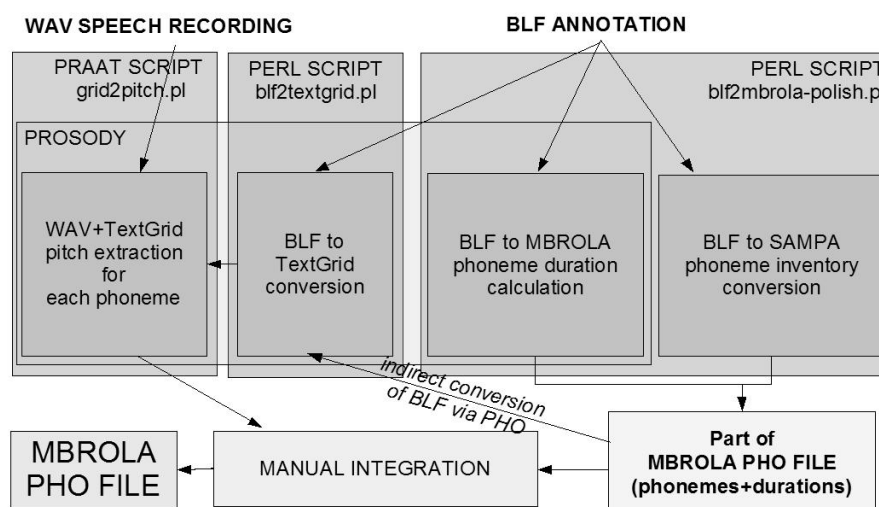 WAV SPEECH RECORDING
BLF ANNOTATION
PRAAT SCRIPT
grid2pitch.pl
PERL SCRIPT
blf2textgrid.pl
PERL SCRIPT
blf2mbrola-polish.p
PROSODY
WAV+TextGrid
pitch extraction
for
each phoneme
BLF to
TextGrid
conversion
BLF to MBROLA
phoneme duration
calculation
BLF to SAMPA
phoneme inventory
conversion
indirect conversion
of BLF via PHO
MBROLA
PHO FILE
MANUAL INTEGRATION
Part of
MBROLA PHO FILE
(phonemes+durations)